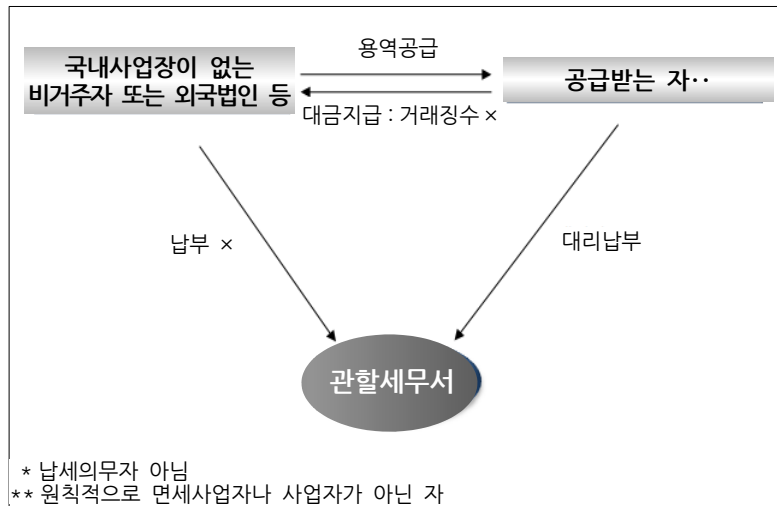 용역공급
국내사업장이 없는
비거주자 또는 외국법인 등
공급받는 자··
대금지급 : 거래징수 ×
납부 ×
대리납부
관할세무서
* 납세의무자 아님
** 원칙적으로 면세사업자나 사업자가 아닌 자